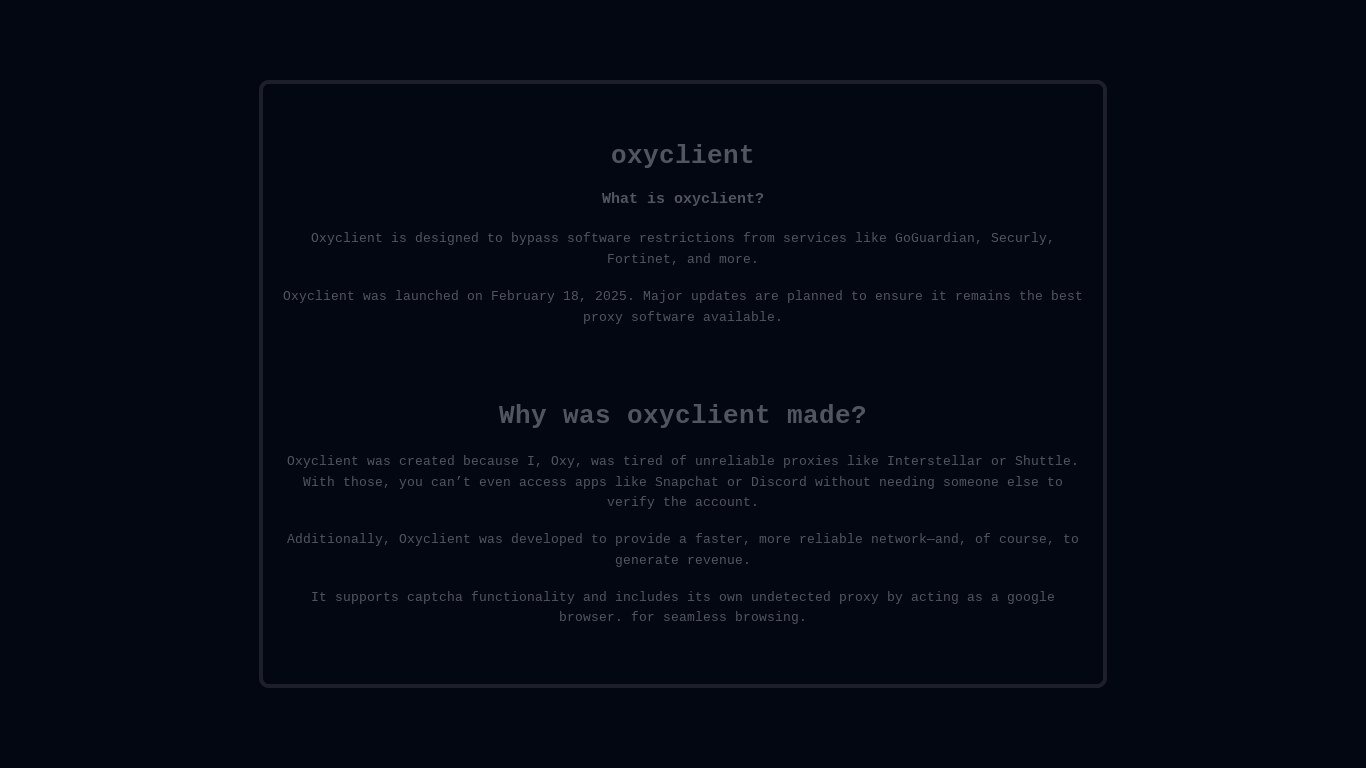 oxyclient
What is oxyclient?
Oxyclient is designed to bypass software restrictions from services like GoGuardian, Securly,
Fortinet, and more.
Oxyclient was launched on February 18, 2025. Major updates are planned to ensure it remains the best
proxy software available.
Why was oxyclient made?
Oxyclient was created because I, Oxy, was tired of unreliable proxies like Interstellar or Shuttle.
With those, you can’t even access apps like Snapchat or Discord without needing someone else to
verify the account.
Additionally, Oxyclient was developed to provide a faster, more reliable network—and, of course, to
generate revenue.
It supports captcha functionality and includes its own undetected proxy by acting as a google
browser. for seamless browsing.